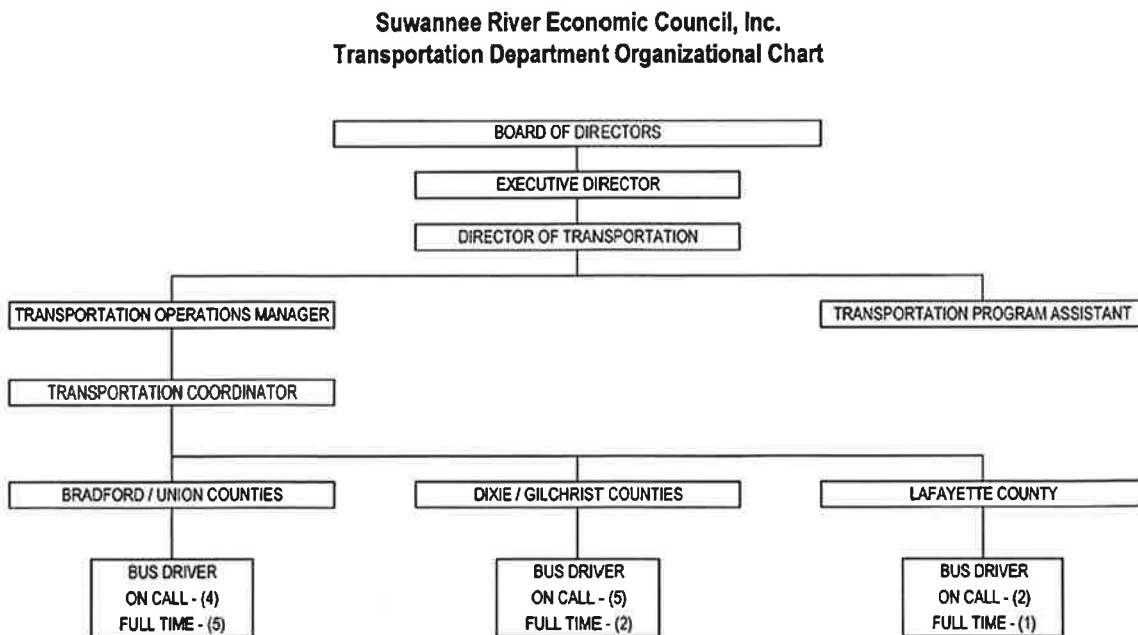 Suwannee River Economic Council, Inc.
Transportation Department Organizational Chart
BOARD OF DIRECTORS
EXECUTIVE DIRECTOR
DIRECTOR OF TRANSPORTATION
TRANSPORTATION OPERATIONS MANAGER
TRANSPORTATION PROGRAM ASSISTANT
TRANSPORTATION COORDINATOR
BRADFORD / UNION COUNTIES
DIXIE / GILCHRIST COUNTIES
LAFAYETTE COUNTY
BUS DRIVER
ON CALL - (4)
FULL TIME - (5)
BUS DRIVER
ON CALL - (5)
FULL TIME - (2)
BUS DRIVER
ON CALL - (2)
FULL TIME - (1)